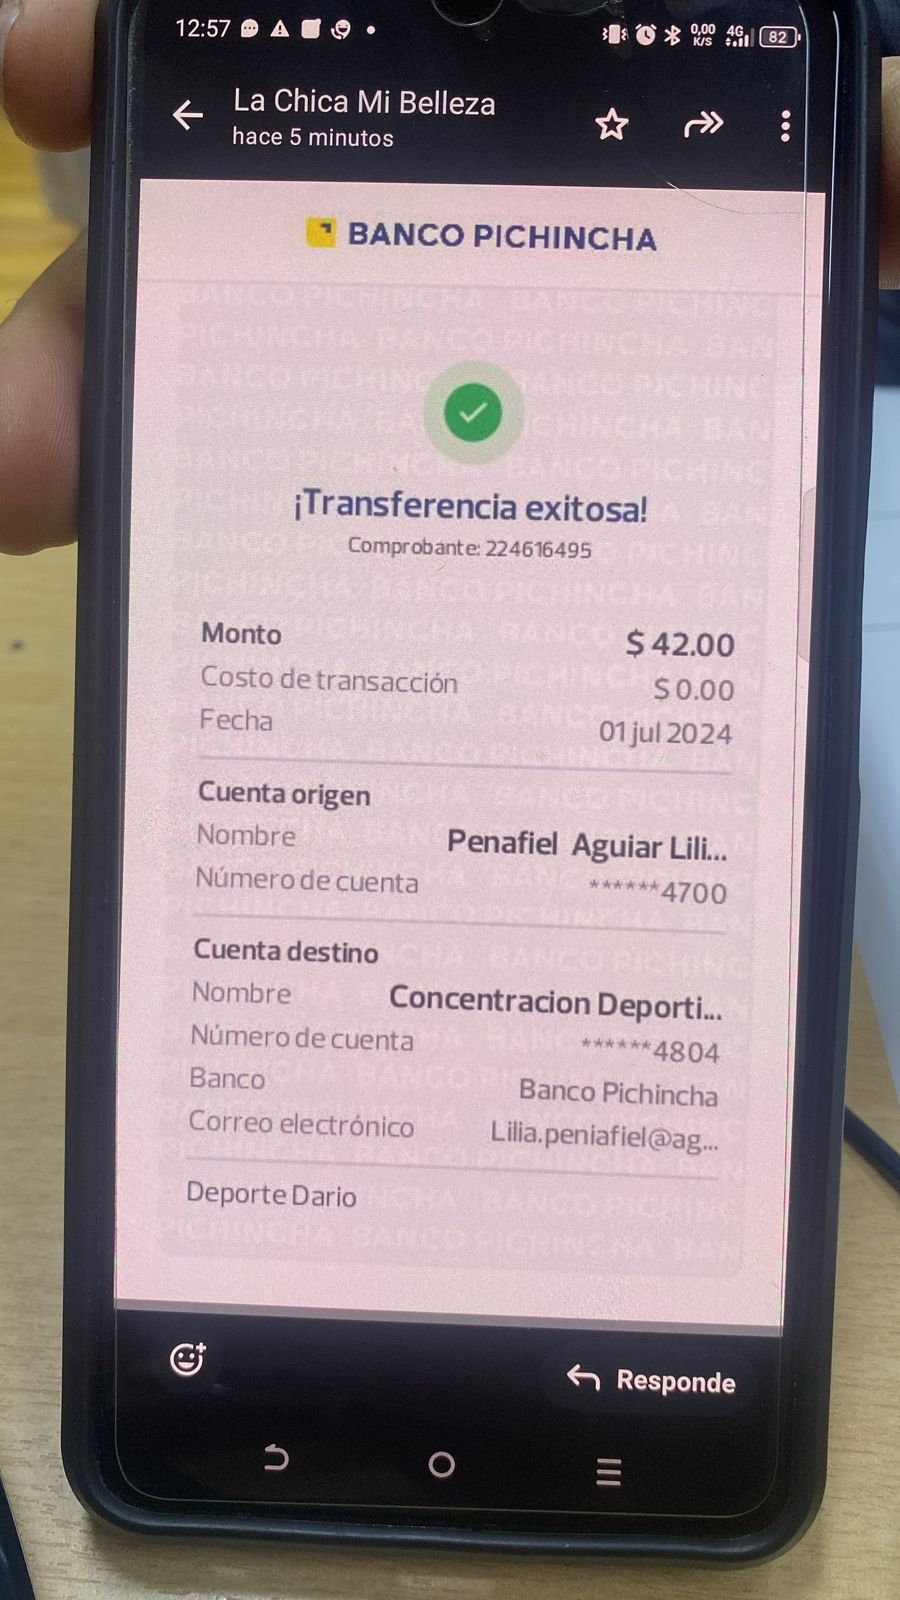 12:57 0,00 K/S 4G 82
La Chica Mi Belleza
hace 5 minutos
BANCO PICHINCHA
¡Transferencia exitosa!
Comprobante: 224616495
Monto $ 42.00
Costo de transacción $ 0.00
Fecha 01 jul 2024
Cuenta origen
Nombre Penafiel Aguiar Lili...
Número de cuenta ******4700
Cuenta destino
Nombre Concentracion Deporti...
Número de cuenta ******4804
Banco Banco Pichincha
Correo electrónico Lilia.peniafiel@ag...
Deporte Dario
Responde